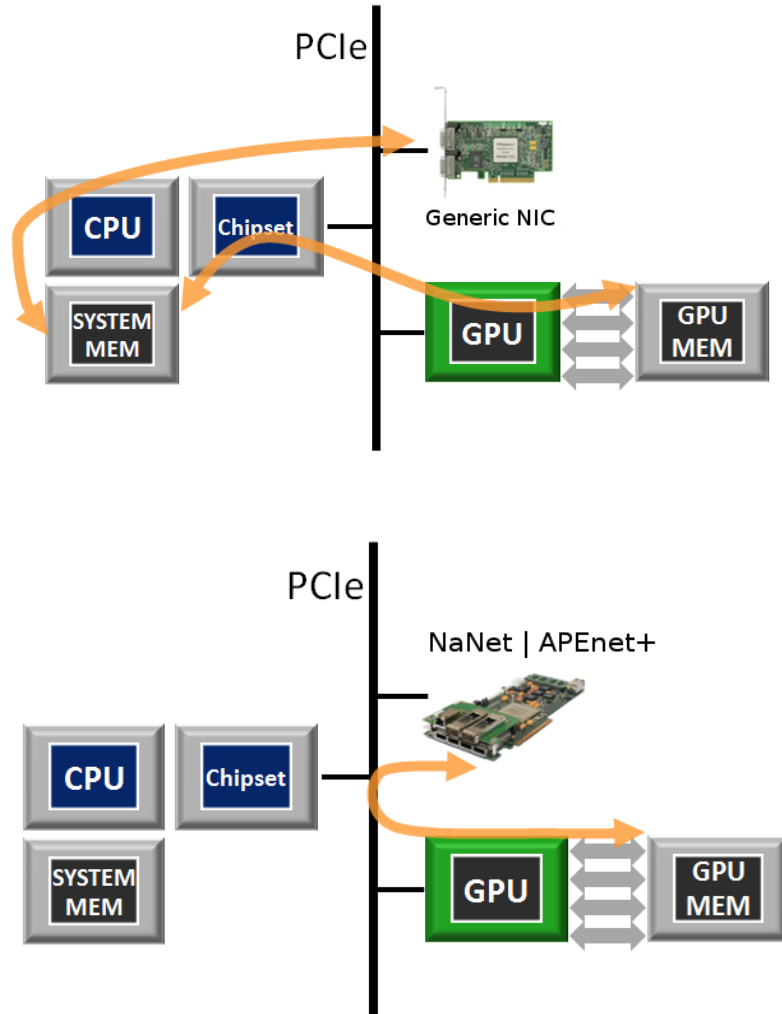 PCIe
Generic NIC
CPU
Chipset
SYSTEM
MEM
GPU
GPU
MEM
PCIe
NaNet | APEnet+
CPU
Chipset
SYSTEM
MEM
GPU
GPU
MEM